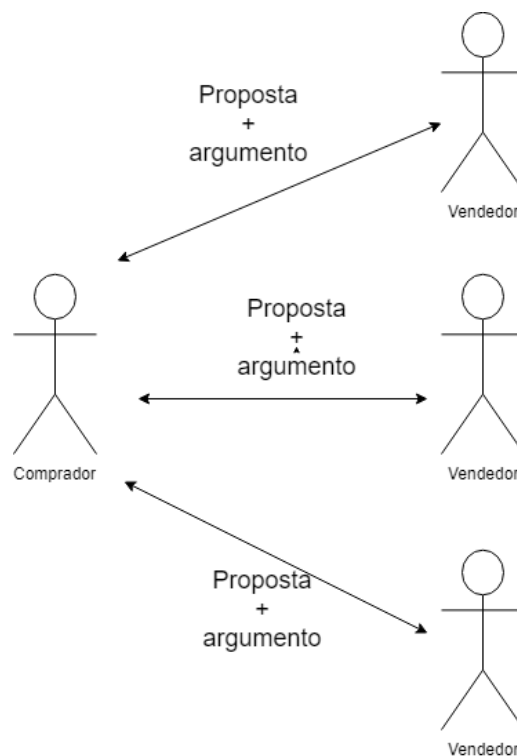 Proposta
+
argumento
Vendedor
Proposta
+
argumento
Comprador
Vendedor
Proposta
+
argumento
Vendedor